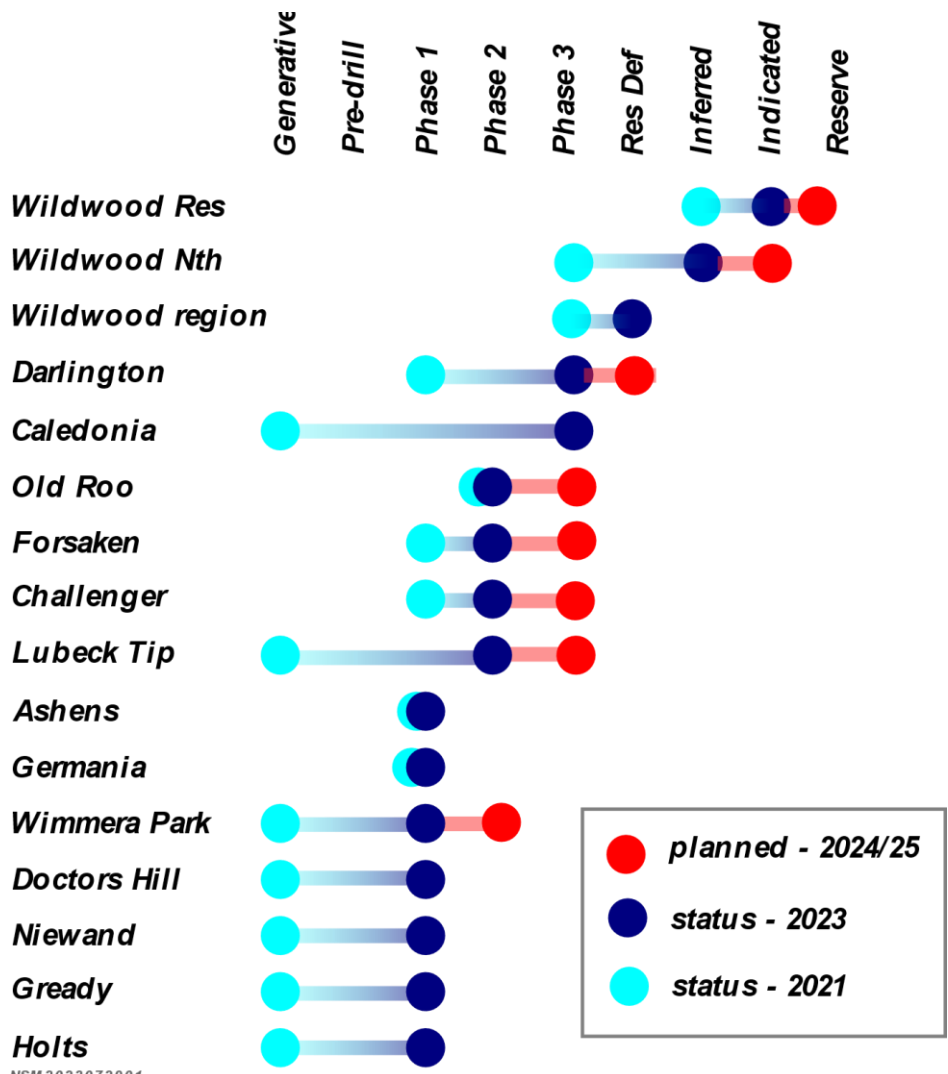 Generative
Pre-drill
Phase 1
Phase 2
Phase 3
Res Def
Inferred
Indicated
Reserve
Wildwood Res
Wildwood Nth
Wildwood region
Darlington
Caledonia
Old Roo
Forsaken
Challenger
Lubeck Tip
Ashens
Germania
Wimmera Park
Doctors Hill
Niewand
Gready
Holts
planned - 2024/25
status - 2023
status - 2021